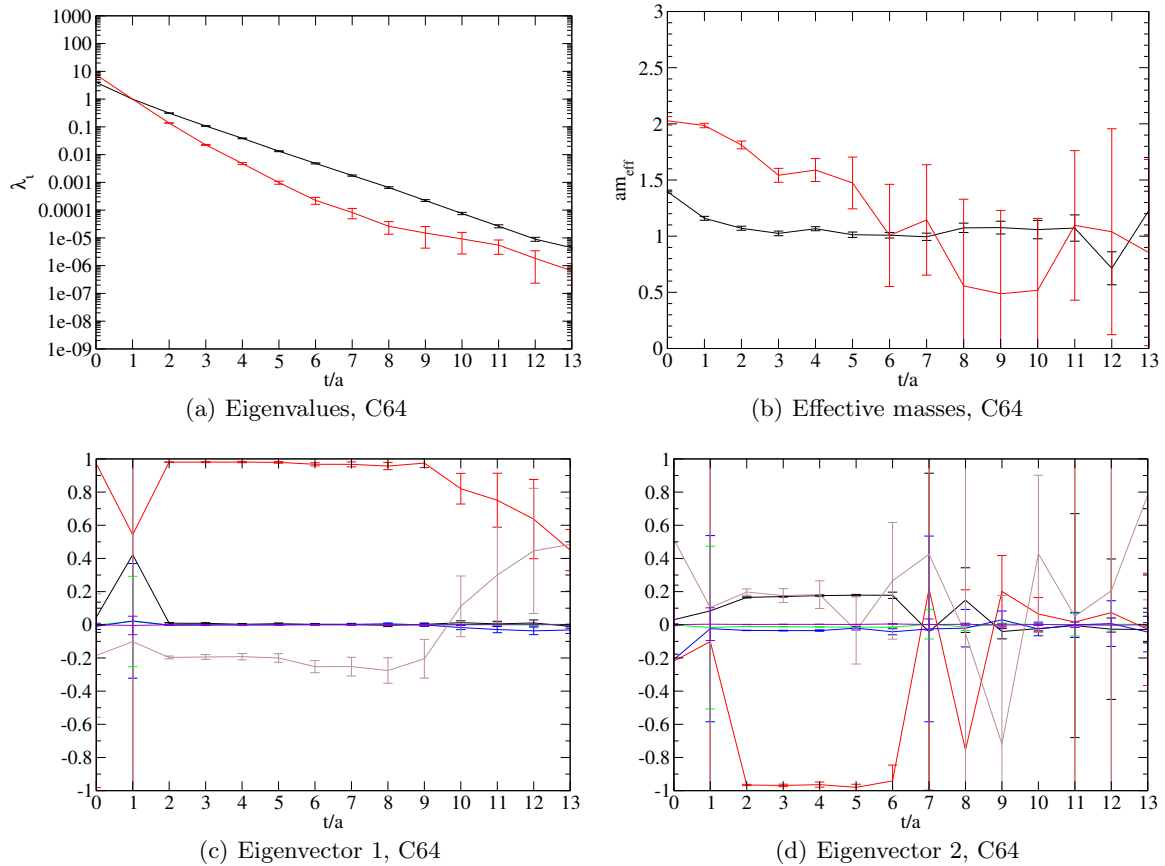 1000
100
10
1
0.1
0.01
0.001
0.0001
1e-05
1e-06
1e-07
1e-08
1e-09
λι
0 1 2 3 4 5 6 7 8 9 10 11 12 13
t/a
(a) Eigenvalues, C64
3
2.5
2
1.5
1
0.5
0
am_eff
0 1 2 3 4 5 6 7 8 9 10 11 12 13
t/a
(b) Effective masses, C64
1
0.8
0.6
0.4
0.2
0
-0.2
-0.4
-0.6
-0.8
-1
0 1 2 3 4 5 6 7 8 9 10 11 12 13
t/a
(c) Eigenvector 1, C64
1
0.8
0.6
0.4
0.2
0
-0.2
-0.4
-0.6
-0.8
-1
0 1 2 3 4 5 6 7 8 9 10 11 12 13
t/a
(d) Eigenvector 2, C64